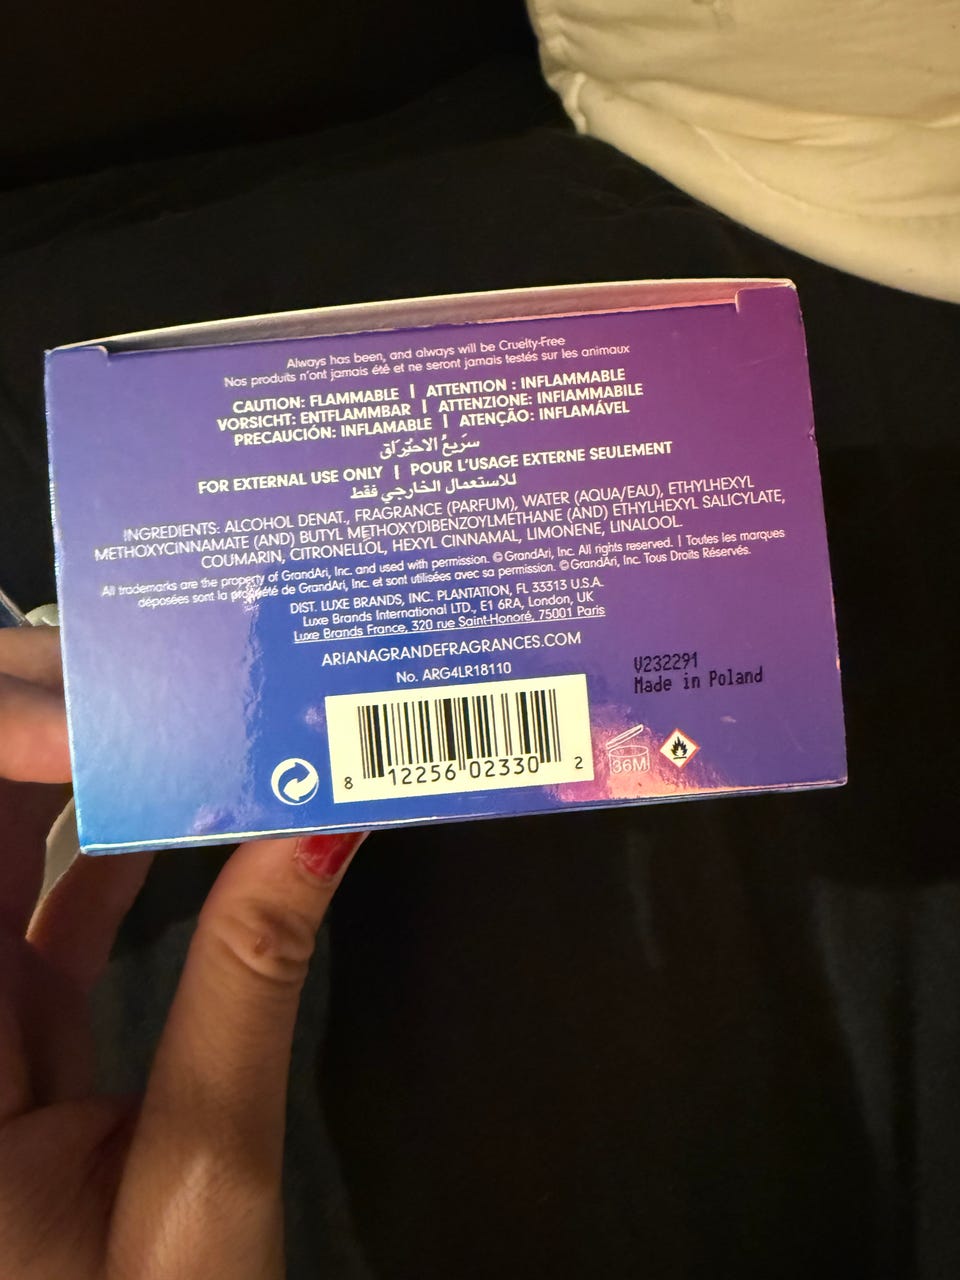 Always has been, and always will be Cruelty-Free
Nos produits n'ont jamais été et ne seront jamais testés sur les animaux
CAUTION: FLAMMABLE | ATTENTION : INFLAMMABLE
VORSICHT: ENTFLAMMBAR | ATTENZIONE: INFIAMMABILE
PRECAUCIÓN: INFLAMABLE | ATENÇÃO: INFLAMÁVEL
سَريعُ الاحتِرَاق
FOR EXTERNAL USE ONLY | POUR L'USAGE EXTERNE SEULEMENT
للاستعمال الخارجي فقط
INGREDIENTS: ALCOHOL DENAT., FRAGRANCE (PARFUM), WATER (AQUA/EAU), ETHYLHEXYL
METHOXYCINNAMATE (AND) BUTYL METHOXYDIBENZOYLMETHANE (AND) ETHYLHEXYL SALICYLATE,
COUMARIN, CITRONELLOL, HEXYL CINNAMAL, LIMONENE, LINALOOL.
All trademarks are the property of GrandAri, Inc. and used with permission. © GrandAri, Inc. All rights reserved. | Toutes les marques
déposées sont la propriété de GrandAri, Inc. et sont utilisées avec sa permission. © GrandAri, Inc. Tous Droits Réservés.
DIST. LUXE BRANDS, INC. PLANTATION, FL 33313 U.S.A.
Luxe Brands International LTD., E1 6RA, London, UK
Luxe Brands France, 320 rue Saint-Honoré, 75001 Paris
ARIANAGRANDEFRAGRANCES.COM
No. ARG4LR18110
V232291
Made in Poland
8 12256 02330 2
36M